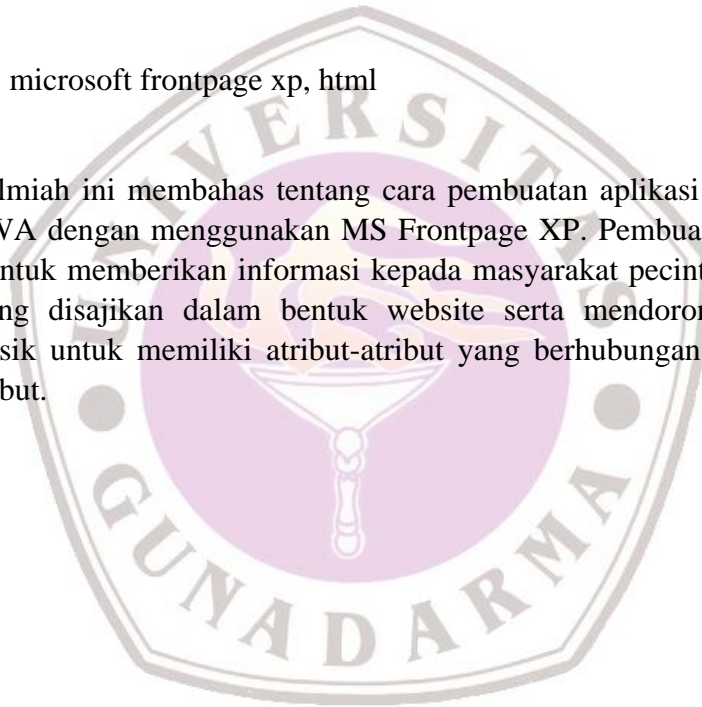 microsoft frontpage xp, html
lmiah ini membahas tentang cara pembuatan aplikasi
WA dengan menggunakan MS Frontpage XP. Pembua
ntuk memberikan informasi kepada masyarakat pecint
ng disajikan dalam bentuk website serta mendoron
sik untuk memiliki atribut-atribut yang berhubungan
but.
UNIVERSITAS
GUNADARMA